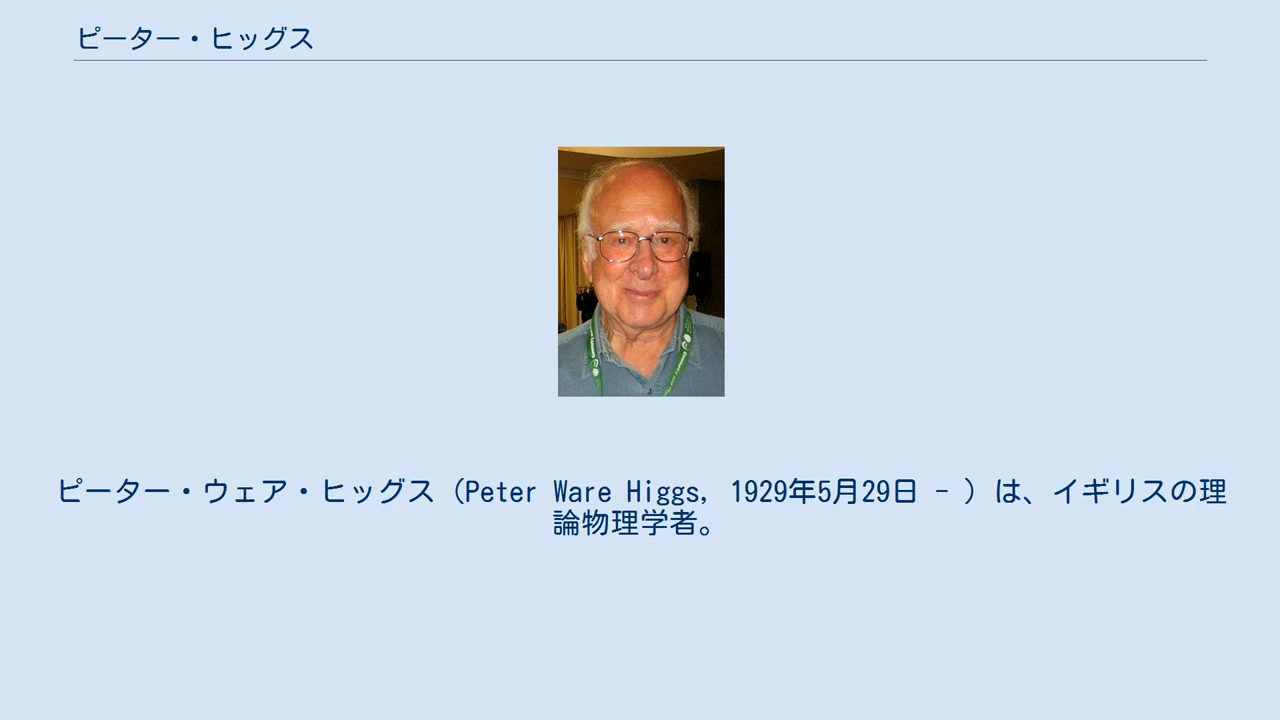 ピーター・ヒッグス
ピーター・ウェア・ヒッグス（Peter Ware Higgs, 1929年5月29日 - ）は、イギリスの理
論物理学者。